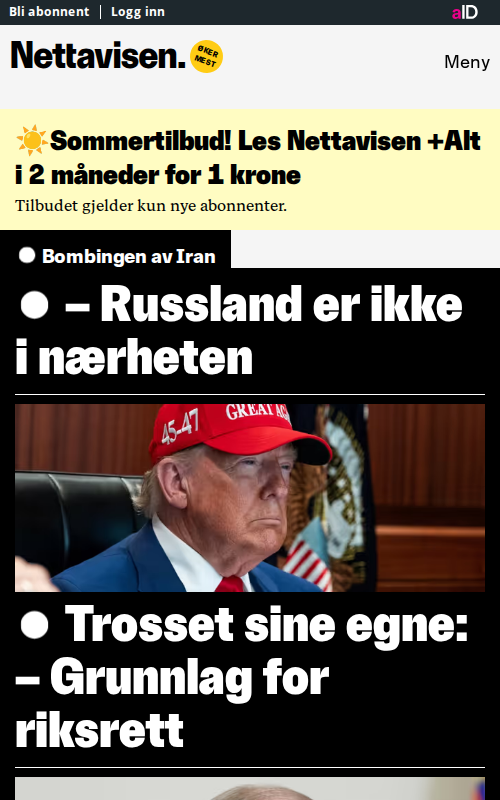 Bli abonnent | Logg inn
aID
Nettavisen.
ØKER
MEST
Meny
☀️Sommertilbud! Les Nettavisen +Alt
i 2 måneder for 1 krone
Tilbudet gjelder kun nye abonnenter.
Bombingen av Iran
– Russland er ikke
i nærheten
45-47
GREAT AG
Trosset sine egne:
– Grunnlag for
riksrett